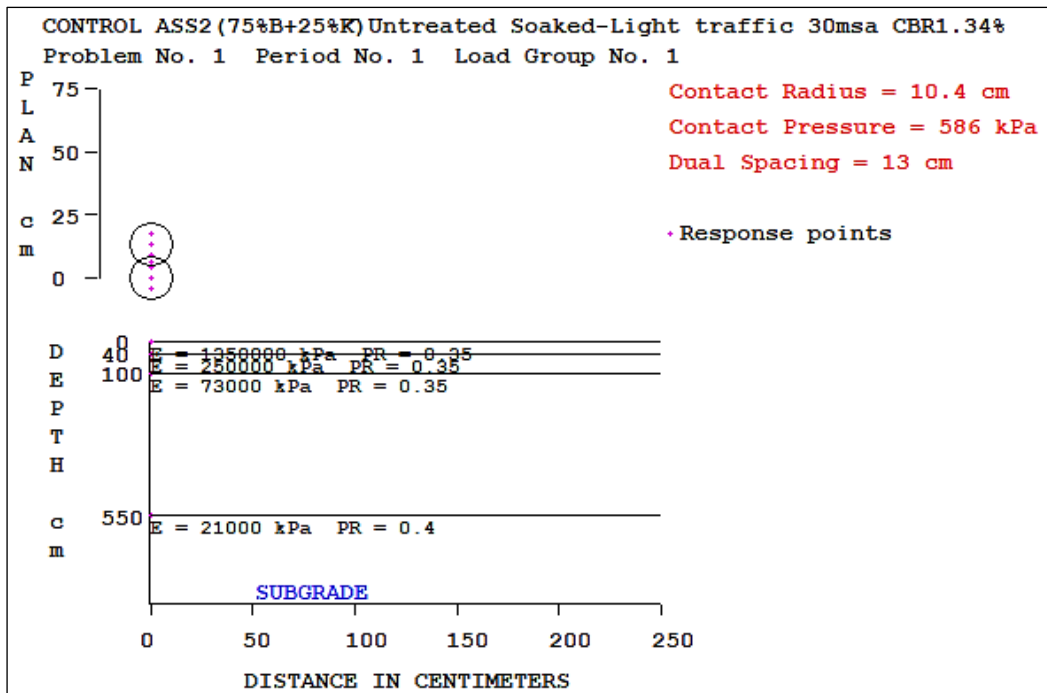 CONTROL ASS2(75%B+25%K)Untreated Soaked-Light traffic 30msa CBR1.34%
Problem No. 1 Period No. 1 Load Group No. 1
PLAN cm
75
50
25
0
Contact Radius = 10.4 cm
Contact Pressure = 586 kPa
Dual Spacing = 13 cm
Response points
DEPTH cm
0
40
E = 1350000 kPa PR = 0.35
E = 250000 kPa PR = 0.35
100
E = 73000 kPa PR = 0.35
550
E = 21000 kPa PR = 0.4
SUBGRADE
0 50 100 150 200 250
DISTANCE IN CENTIMETERS